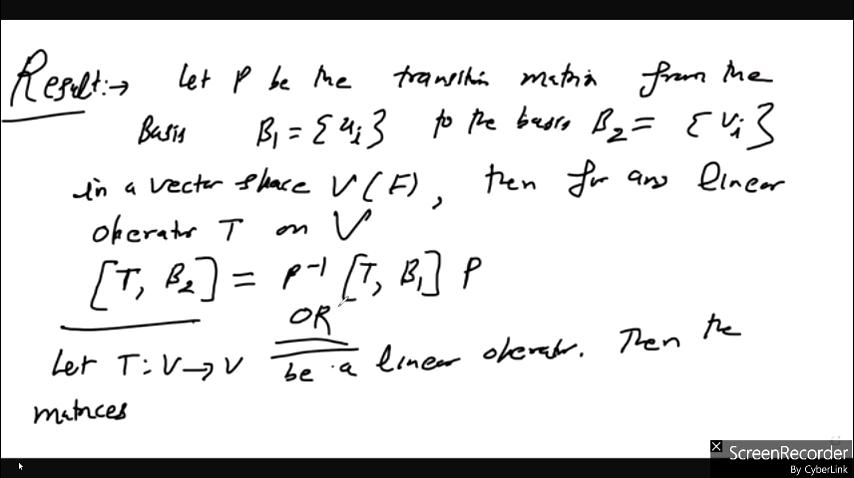 Result:→ Let P be the transition matrix from the
Basis B₁ = {uᵢ} to the basis B₂ = {vᵢ}
in a vector space V(F), then for any linear
operator T on V
[T, B₂] = P⁻¹ [T, B₁] P
OR
Let T: V → V be a linear operator. Then the
matrices
ScreenRecorder
By CyberLink